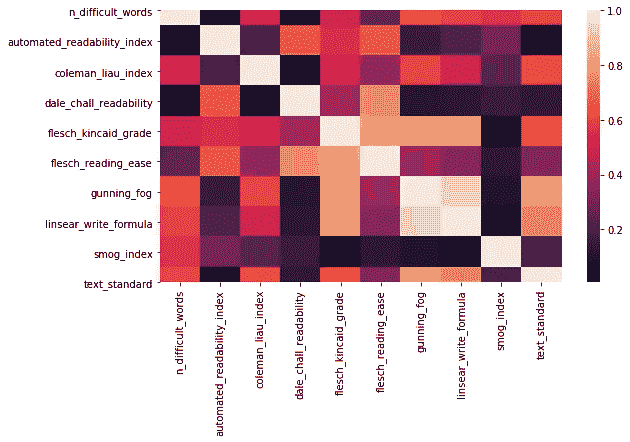 n_difficult_words
automated_readability_index
coleman_liau_index
dale_chall_readability
flesch_kincaid_grade
flesch_reading_ease
gunning_fog
linsear_write_formula
smog_index
text_standard
n_difficult_words
automated_readability_index
coleman_liau_index
dale_chall_readability
flesch_kincaid_grade
flesch_reading_ease
gunning_fog
linsear_write_formula
smog_index
text_standard
1.0
0.8
0.6
0.4
0.2